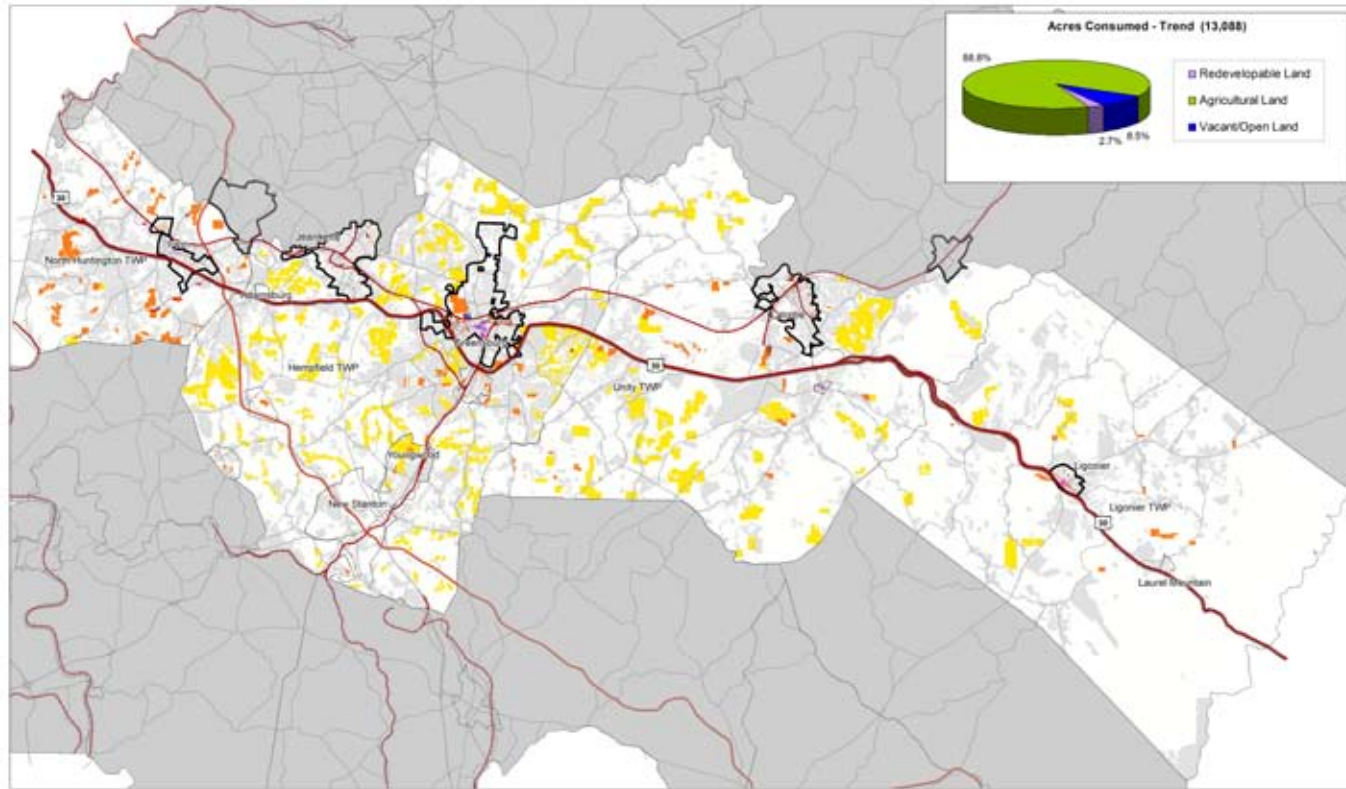 Acres Consumed - Trend (13,088)
88.8%
Redevelopable Land
Agricultural Land
Vacant/Open Land
2.7%
8.5%
30
North Huntington TWP
Jeannette
Hempfield TWP
Unity TWP
30
Youngwood
New Stanton
Ligonier
Ligonier TWP
30
Laurel Mountain